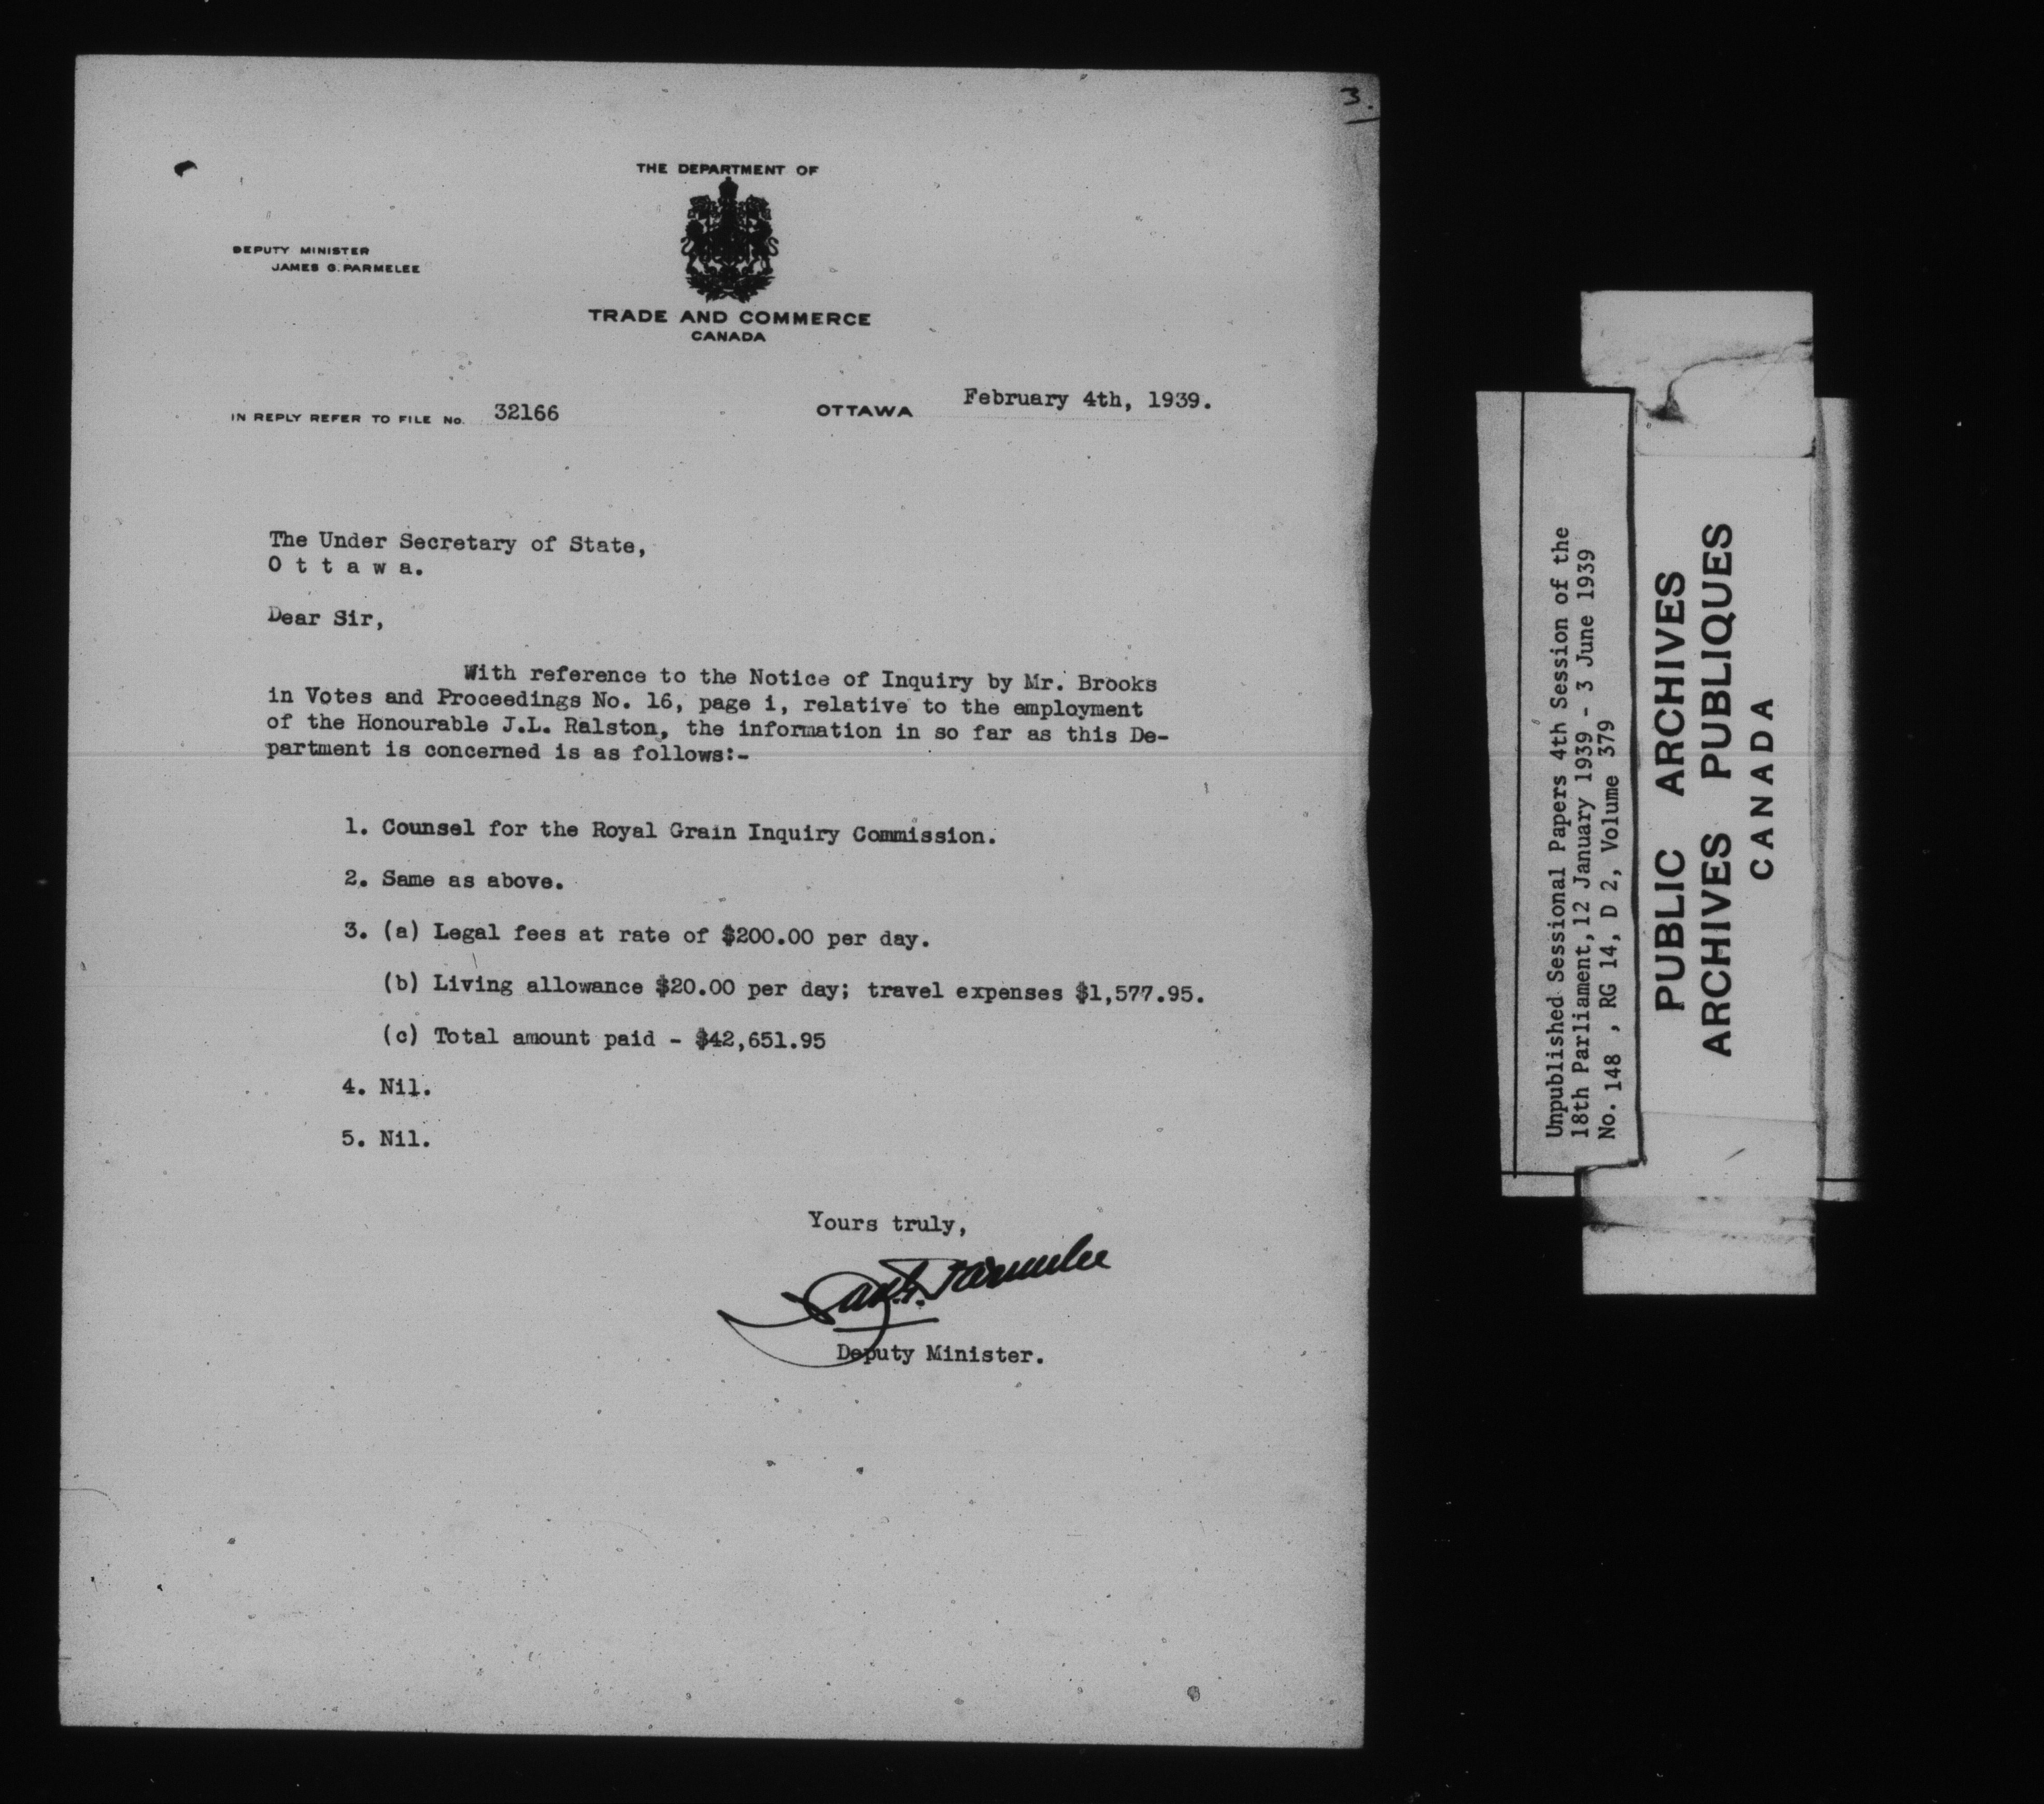 3.
THE DEPARTMENT OF
DEPUTY MINISTER
JAMES G. PARMELEE
TRADE AND COMMERCE
CANADA
IN REPLY REFER TO FILE No. 32166
OTTAWA February 4th, 1939.
The Under Secretary of State,
O t t a w a.
Dear Sir,
With reference to the Notice of Inquiry by Mr. Brooks
in Votes and Proceedings No. 16, page i, relative to the employment
of the Honourable J.L. Ralston, the information in so far as this De-
partment is concerned is as follows:-
1. Counsel for the Royal Grain Inquiry Commission.
2. Same as above.
3. (a) Legal fees at rate of $200.00 per day.
(b) Living allowance $20.00 per day; travel expenses $1,577.95.
(c) Total amount paid - $42,651.95
4. Nil.
5. Nil.
Yours truly,
Jas. G. Parmelee
Deputy Minister.
Unpublished Sessional Papers 4th Session of the
18th Parliament, 12 January 1939 - 3 June 1939
No. 148 , RG 14, D 2, Volume 379
PUBLIC ARCHIVES
ARCHIVES PUBLIQUES
CANADA